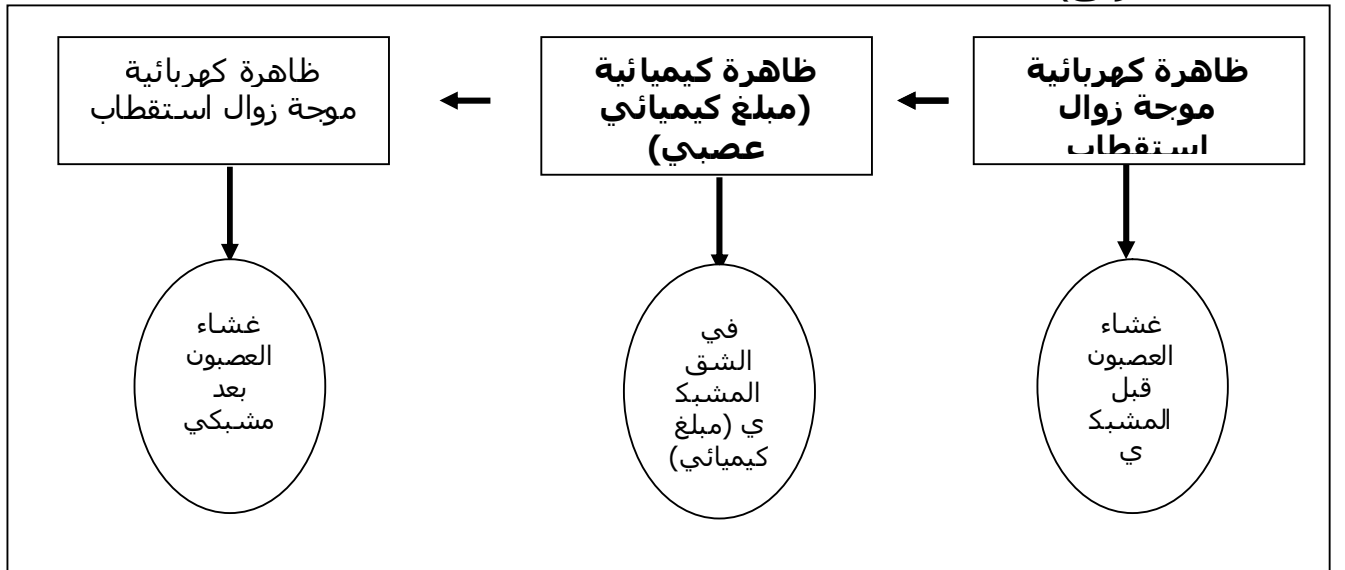 ظاهرة كهربائية
موجة زوال
استقطاب
ظاهرة كيميائية
(مبلغ كيميائي
عصبي)
ظاهرة كهربائية
موجة زوال استقطاب
غشاء
العصبون
قبل
المشبك
ي
في
الشق
المشبك
ي (مبلغ
كيميائي)
غشاء
العصبون
بعد
مشبكي